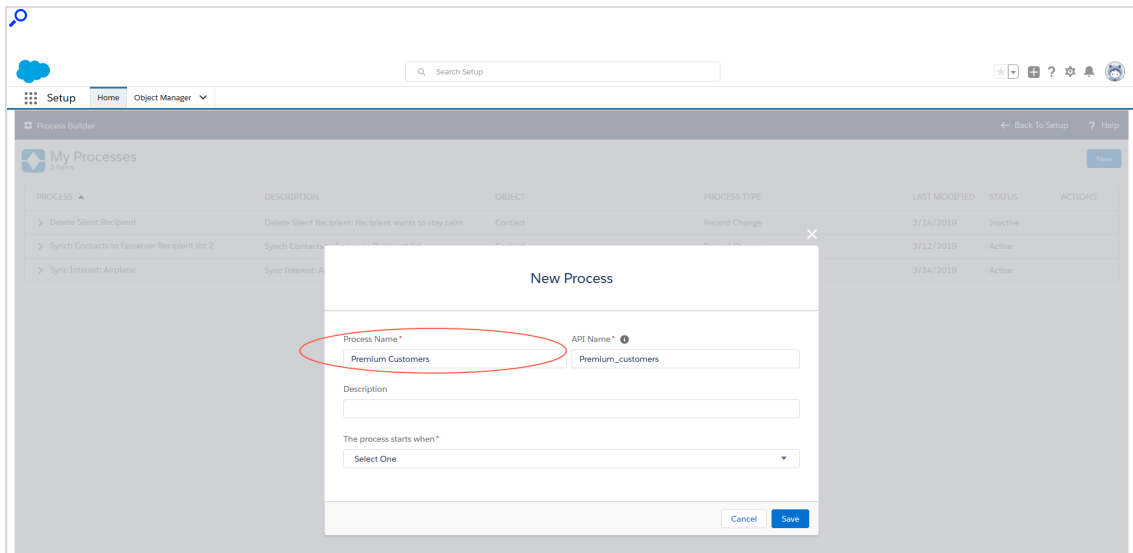 Search Setup
Setup Home Object Manager
Process Builder Back To Setup ? Help
My Processes
3 items New
PROCESS DESCRIPTION OBJECT PROCESS TYPE LAST MODIFIED STATUS ACTIONS
Delete Silent Recipient Delete Silent Recipient: Recipient wants to stay calm Contact Record Change 3/14/2019 Inactive
Synch Contacts to Episerver Recipient list 2 Synch Contacts 3/12/2019 Active
Sync Interest: Airplane Sync Interest: A 3/14/2019 Active
New Process
Process Name* API Name*
Premium Customers Premium_customers
Description
The process starts when*
Select One
Cancel Save